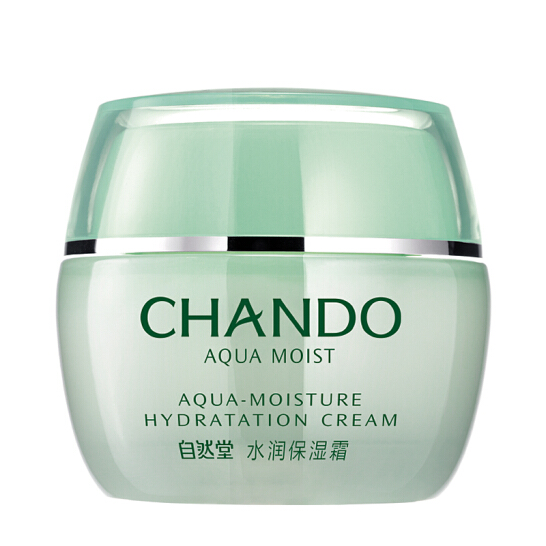 CHANDO
AQUA MOIST
AQUA-MOISTURE
HYDRATATION CREAM
自然堂 水润保湿霜